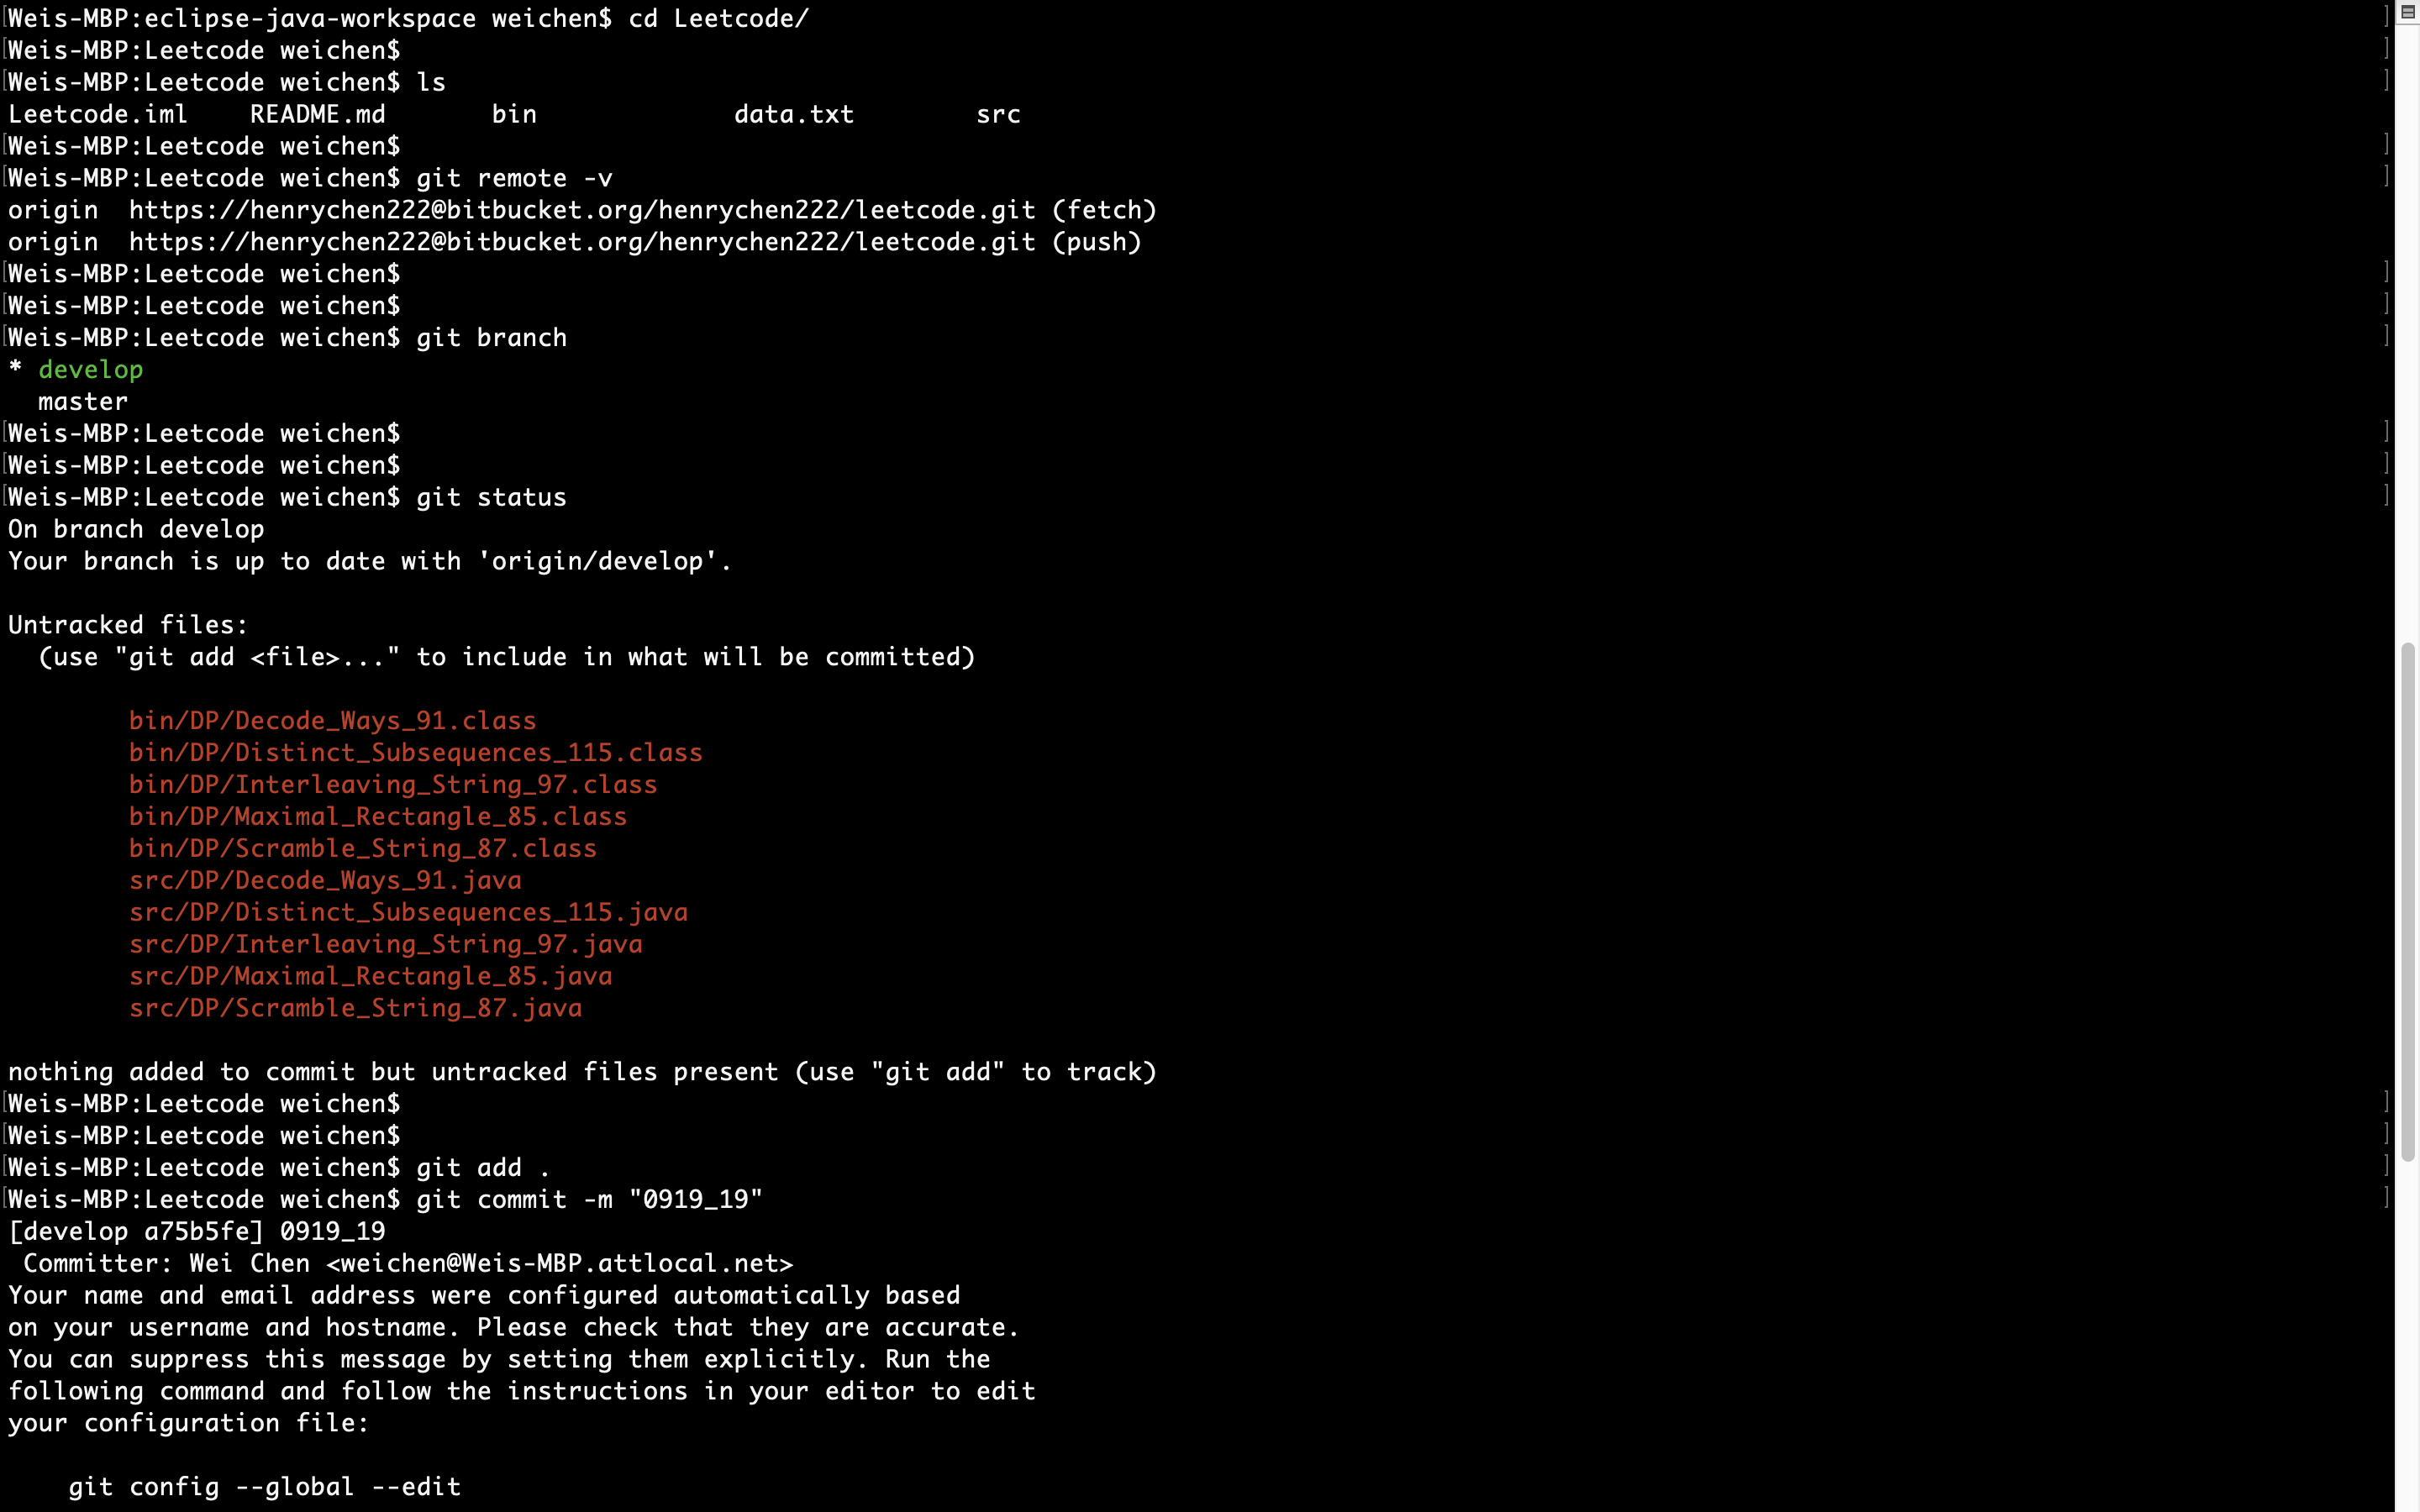 Weis-MBP:eclipse-java-workspace weichen$ cd Leetcode/
Weis-MBP:Leetcode weichen$
Weis-MBP:Leetcode weichen$ ls
Leetcode.iml    README.md       bin             data.txt        src
Weis-MBP:Leetcode weichen$
Weis-MBP:Leetcode weichen$ git remote -v
origin  https://henrychen222@bitbucket.org/henrychen222/leetcode.git (fetch)
origin  https://henrychen222@bitbucket.org/henrychen222/leetcode.git (push)
Weis-MBP:Leetcode weichen$
Weis-MBP:Leetcode weichen$
Weis-MBP:Leetcode weichen$ git branch
* develop
  master
Weis-MBP:Leetcode weichen$
Weis-MBP:Leetcode weichen$
Weis-MBP:Leetcode weichen$ git status
On branch develop
Your branch is up to date with 'origin/develop'.
Untracked files:
  (use "git add <file>..." to include in what will be committed)
        bin/DP/Decode_Ways_91.class
        bin/DP/Distinct_Subsequences_115.class
        bin/DP/Interleaving_String_97.class
        bin/DP/Maximal_Rectangle_85.class
        bin/DP/Scramble_String_87.class
        src/DP/Decode_Ways_91.java
        src/DP/Distinct_Subsequences_115.java
        src/DP/Interleaving_String_97.java
        src/DP/Maximal_Rectangle_85.java
        src/DP/Scramble_String_87.java
nothing added to commit but untracked files present (use "git add" to track)
Weis-MBP:Leetcode weichen$
Weis-MBP:Leetcode weichen$
Weis-MBP:Leetcode weichen$ git add .
Weis-MBP:Leetcode weichen$ git commit -m "0919_19"
[develop a75b5fe] 0919_19
 Committer: Wei Chen <weichen@Weis-MBP.attlocal.net>
Your name and email address were configured automatically based
on your username and hostname. Please check that they are accurate.
You can suppress this message by setting them explicitly. Run the
following command and follow the instructions in your editor to edit
your configuration file:
    git config --global --edit